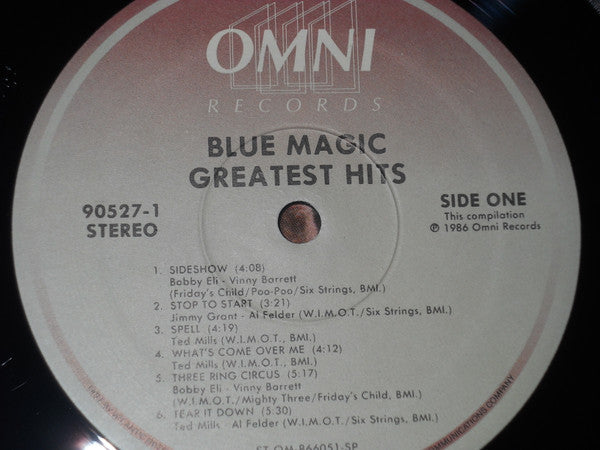 OMNI
RECORDS
BLUE MAGIC
GREATEST HITS
90527-1
STEREO
SIDE ONE
This compilation
℗ 1986 Omni Records
1. SIDESHOW (4:08)
Bobby Eli - Vinny Barrett
(Friday's Child/Poo-Poo/Six Strings, BMI.)
2. STOP TO START (3:21)
Jimmy Grant - Al Felder (W.I.M.O.T./Six Strings, BMI.)
3. SPELL (4:19)
Ted Mills (W.I.M.O.T., BMI.)
4. WHAT'S COME OVER ME (4:12)
Ted Mills (W.I.M.O.T., BMI.)
5. THREE RING CIRCUS (5:17)
Bobby Eli - Vinny Barrett
(W.I.M.O.T./Mighty Three/Friday's Child, BMI.)
6. TEAR IT DOWN (5.30)
Ted Mills - Al Felder (W.I.M.O.T./Six Strings, BMI.)
ST-OM-866051-SP
COMMUNICATIONS COMPANY